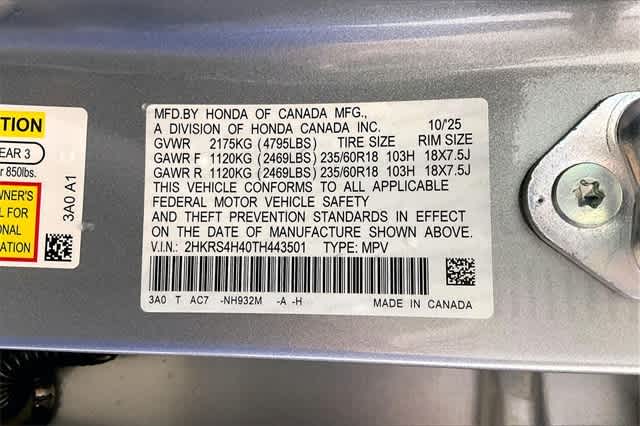 TION
EAR 3
r 850lbs.
WNER'S
L FOR
ONAL
ATION
3A0 A1
MFD.BY HONDA OF CANADA MFG.,
A DIVISION OF HONDA CANADA INC. 10/'25
GVWR 2175KG (4795LBS) TIRE SIZE RIM SIZE
GAWR F 1120KG (2469LBS) 235/60R18 103H 18X7.5J
GAWR R 1120KG (2469LBS) 235/60R18 103H 18X7.5J
THIS VEHICLE CONFORMS TO ALL APPLICABLE
FEDERAL MOTOR VEHICLE SAFETY
AND THEFT PREVENTION STANDARDS IN EFFECT
ON THE DATE OF MANUFACTURE SHOWN ABOVE.
V.I.N.: 2HKRS4H40TH443501 TYPE: MPV
3A0 T AC7 -NH932M -A -H MADE IN CANADA